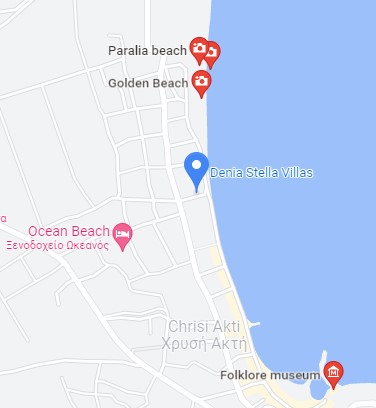 Paralia beach
Golden Beach
Denia Stella Villas
α
Ocean Beach
Ξενοδοχείο Ωκεανός
Chrisi Akti
Χρυσή Ακτή
Folklore museum